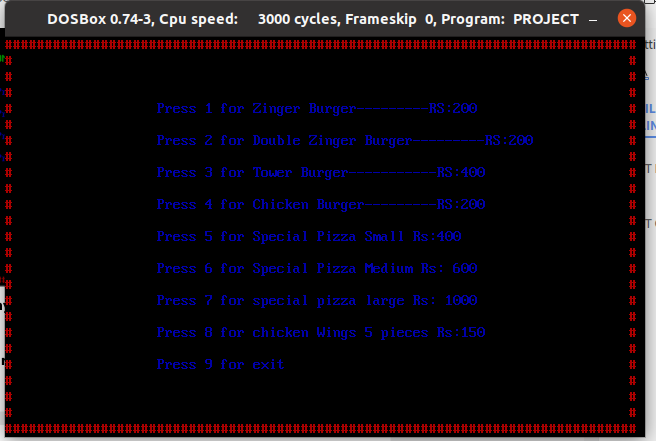 DOSBox 0.74-3, Cpu speed: 3000 cycles, Frameskip 0, Program: PROJECT
Press 1 for Zinger Burger---------RS:200
Press 2 for Double Zinger Burger---------RS:200
Press 3 for Tower Burger-----------RS:400
Press 4 for Chicken Burger---------RS:200
Press 5 for Special Pizza Small Rs:400
Press 6 for Special Pizza Medium Rs: 600
Press 7 for special pizza large Rs: 1000
Press 8 for chicken Wings 5 pieces Rs:150
Press 9 for exit